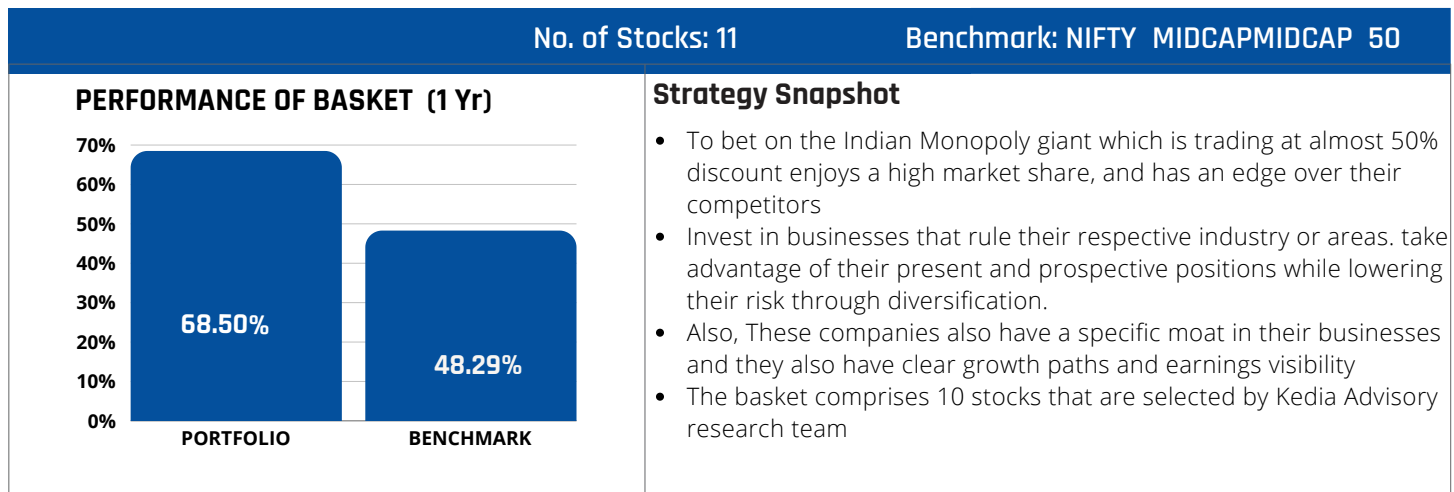 No. of Stocks: 11 Benchmark: NIFTY MIDCAPMIDCAP 50
PERFORMANCE OF BASKET (1 Yr)
70%
60%
50%
40%
30%
20%
10%
0%
68.50%
48.29%
PORTFOLIO BENCHMARK
Strategy Snapshot
• To bet on the Indian Monopoly giant which is trading at almost 50%
discount enjoys a high market share, and has an edge over their
competitors
• Invest in businesses that rule their respective industry or areas. take
advantage of their present and prospective positions while lowering
their risk through diversification.
• Also, These companies also have a specific moat in their businesses
and they also have clear growth paths and earnings visibility
• The basket comprises 10 stocks that are selected by Kedia Advisory
research team